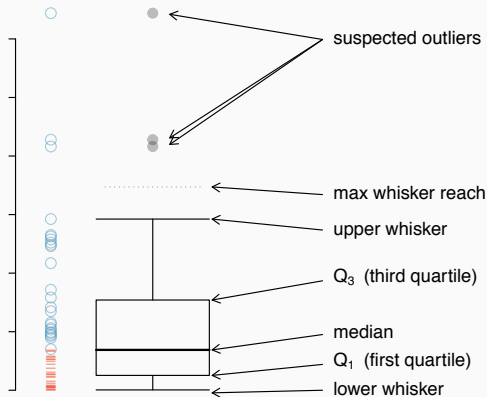 suspected outliers
max whisker reach
upper whisker
Q3 (third quartile)
median
Q1 (first quartile)
lower whisker